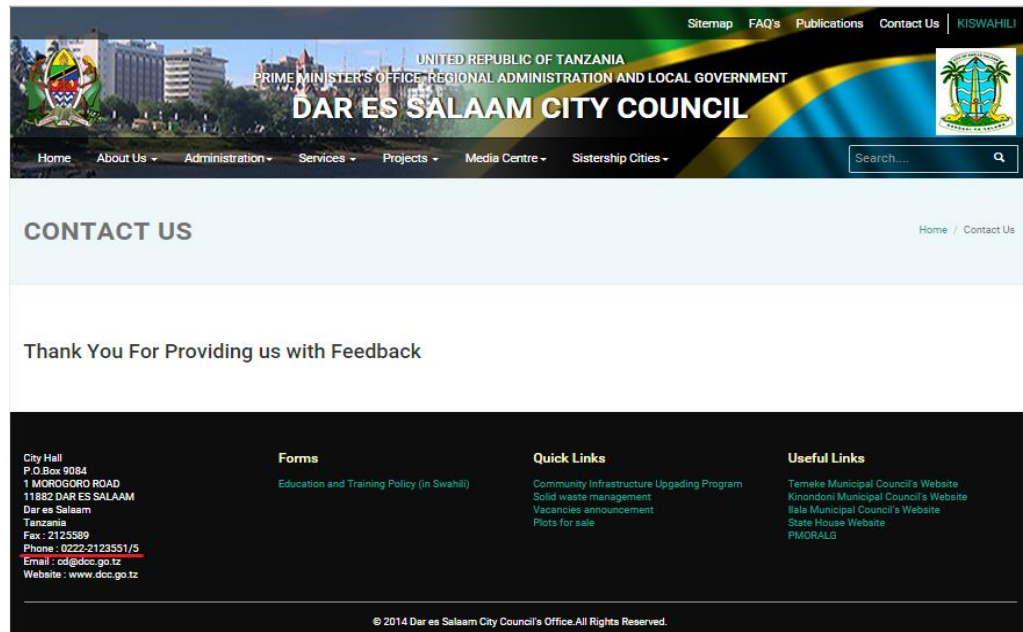 Sitemap FAQ's Publications Contact Us KISWAHILI
UNITED REPUBLIC OF TANZANIA
PRIME MINISTER'S OFFICE, REGIONAL ADMINISTRATION AND LOCAL GOVERNMENT
DAR ES SALAAM CITY COUNCIL
Home About Us Administration Services Projects Media Centre Sistership Cities Search....
CONTACT US
Home / Contact Us
Thank You For Providing us with Feedback
City Hall
P.O.Box 9084
1 MOROGORO ROAD
11882 DAR ES SALAAM
Dar es Salaam
Tanzania
Fax : 2125589
Phone : 0222-2123551/5
Email : cd@dcc.go.tz
Website : www.dcc.go.tz
Forms
Education and Training Policy (in Swahili)
Quick Links
Community Infrastructure Upgading Program
Solid waste management
Vacancies announcement
Plots for sale
Useful Links
Temeke Municipal Council's Website
Kinondoni Municipal Council's Website
Ilala Municipal Council's Website
State House Website
PMORALG
© 2014 Dar es Salaam City Council's Office.All Rights Reserved.